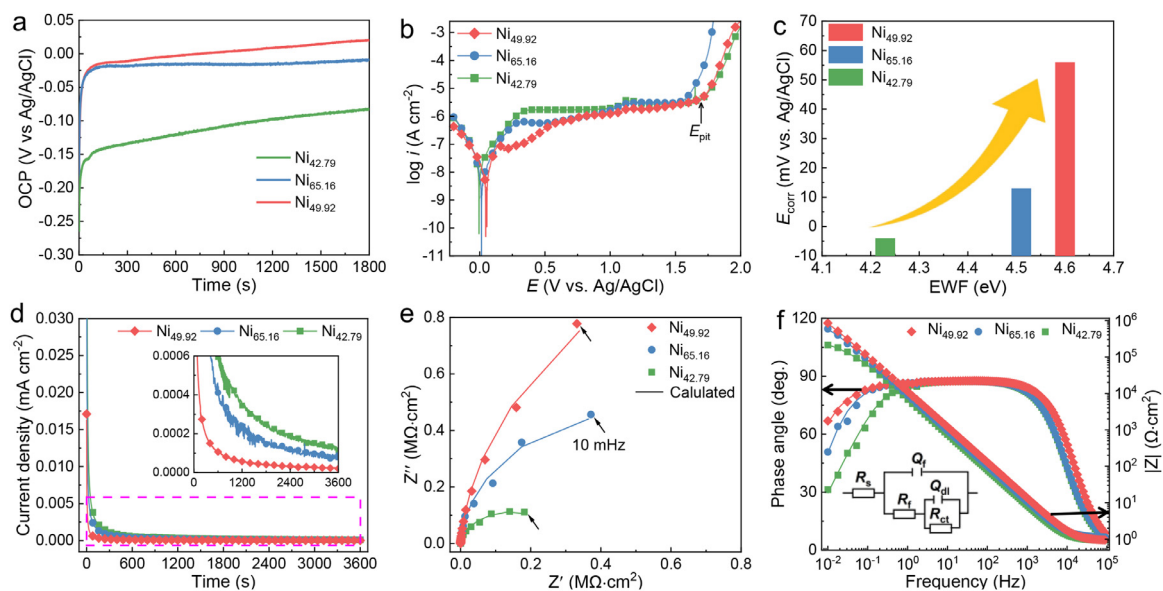 a
OCP (V vs Ag/AgCl)
0.05
0.00
-0.05
-0.10
-0.15
-0.20
-0.25
-0.30
Ni42.79
Ni65.16
Ni49.92
0 300 600 900 1200 1500 1800
Time (s)
b
log i (A cm-2)
-3
-4
-5
-6
-7
-8
-9
-10
-11
Ni49.92
Ni65.16
Ni42.79
Epit
0.0 0.5 1.0 1.5 2.0
E (V vs. Ag/AgCl)
c
Ecorr (mV vs. Ag/AgCl)
70
60
50
40
30
20
10
0
-10
Ni49.92
Ni65.16
Ni42.79
4.1 4.2 4.3 4.4 4.5 4.6 4.7
EWF (eV)
d
Current density (mA cm-2)
0.030
0.025
0.020
0.015
0.010
0.005
0.000
Ni49.92 Ni65.16 Ni42.79
0.0006
0.0004
0.0002
0.0000
0 1200 2400 3600
0 600 1200 1800 2400 3000 3600
Time (s)
e
Z′′ (MΩ·cm2)
0.8
0.6
0.4
0.2
0.0
Ni49.92
Ni65.16
Ni42.79
Calulated
10 mHz
0.0 0.2 0.4 0.6 0.8
Z′ (MΩ·cm2)
f
Phase angle (deg.)
120
90
60
30
0
Ni49.92 Ni65.16 Ni42.79
Rs
Qf
Rf
Qdl
Rct
10-2 10-1 100 101 102 103 104 105
Frequency (Hz)
106
105
104
103
102
101
100
|Z| (Ω·cm2)